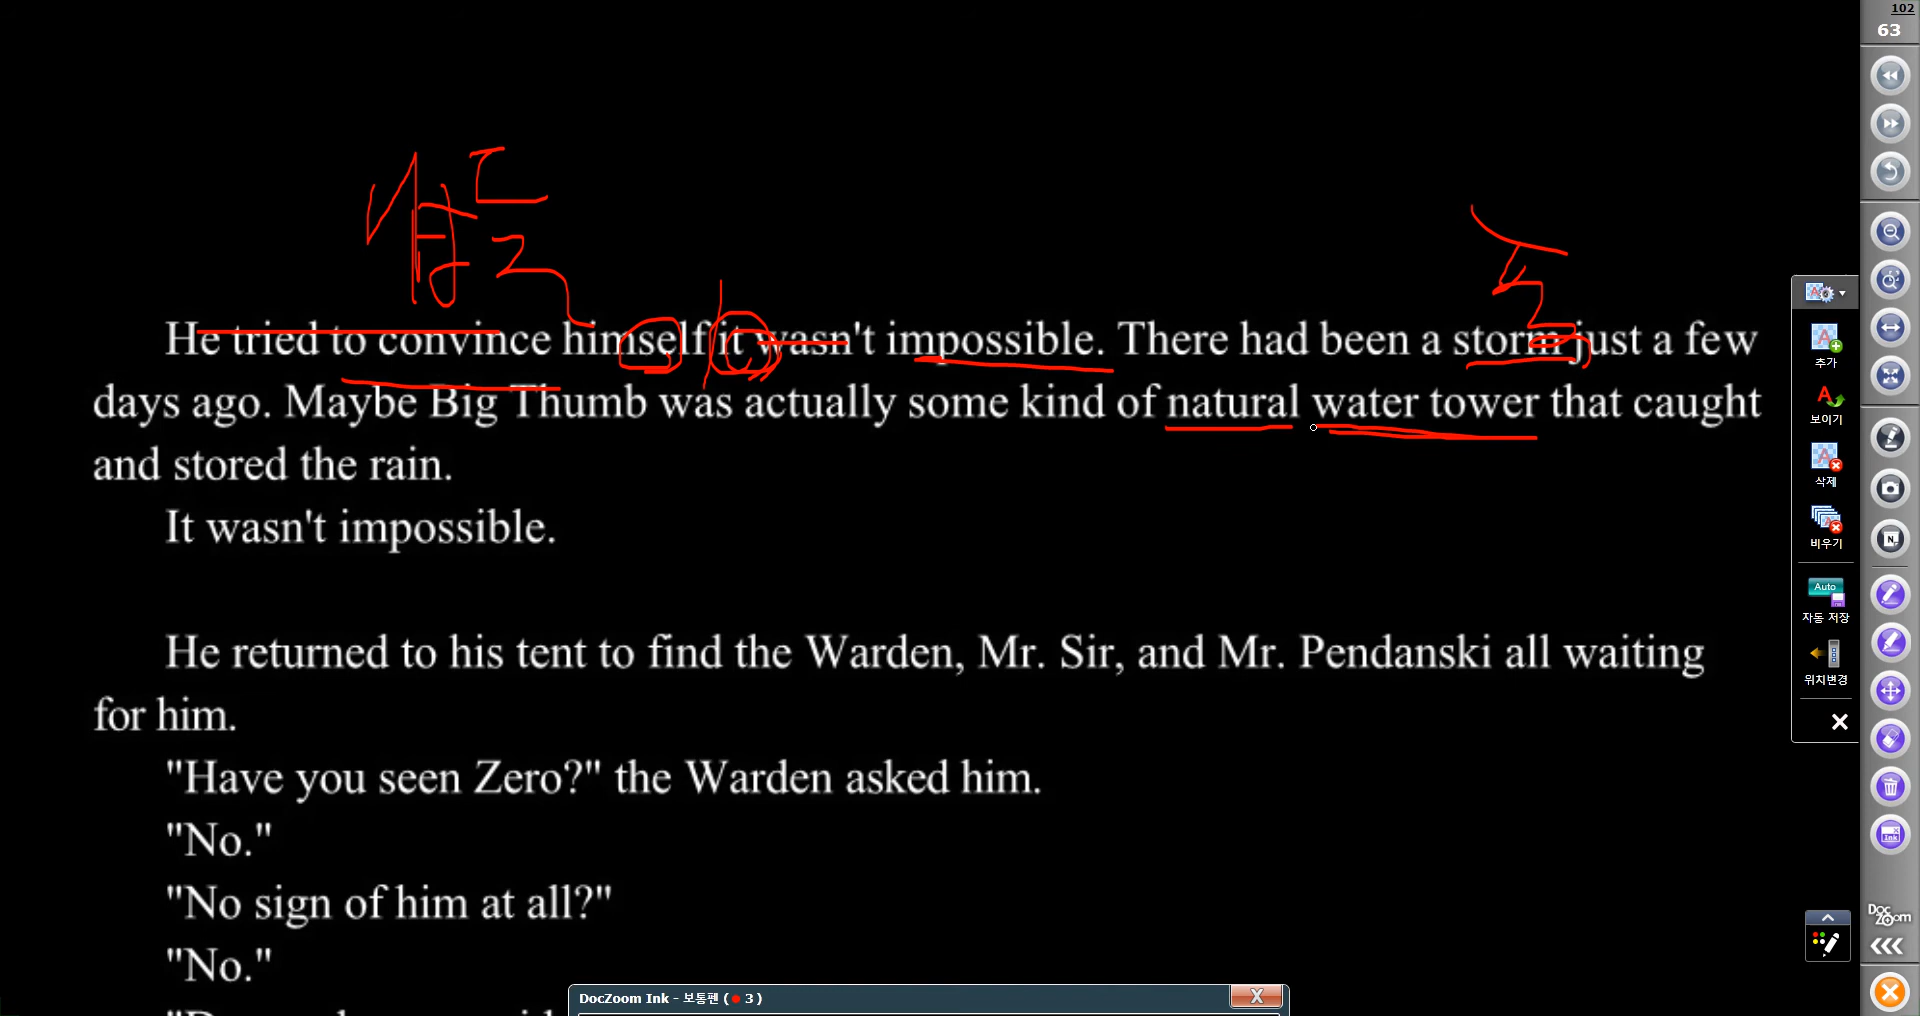 102
63
He tried to convince himself it wasn't impossible. There had been a storm just a few
days ago. Maybe Big Thumb was actually some kind of natural water tower that caught
and stored the rain.
It wasn't impossible.
He returned to his tent to find the Warden, Mr. Sir, and Mr. Pendanski all waiting
for him.
"Have you seen Zero?" the Warden asked him.
"No."
"No sign of him at all?"
"No."
추가
보이기
삭제
비우기
Auto
자동 저장
위치변경
Doc
Zoom
DocZoom Ink - 보통펜 ( 3 )